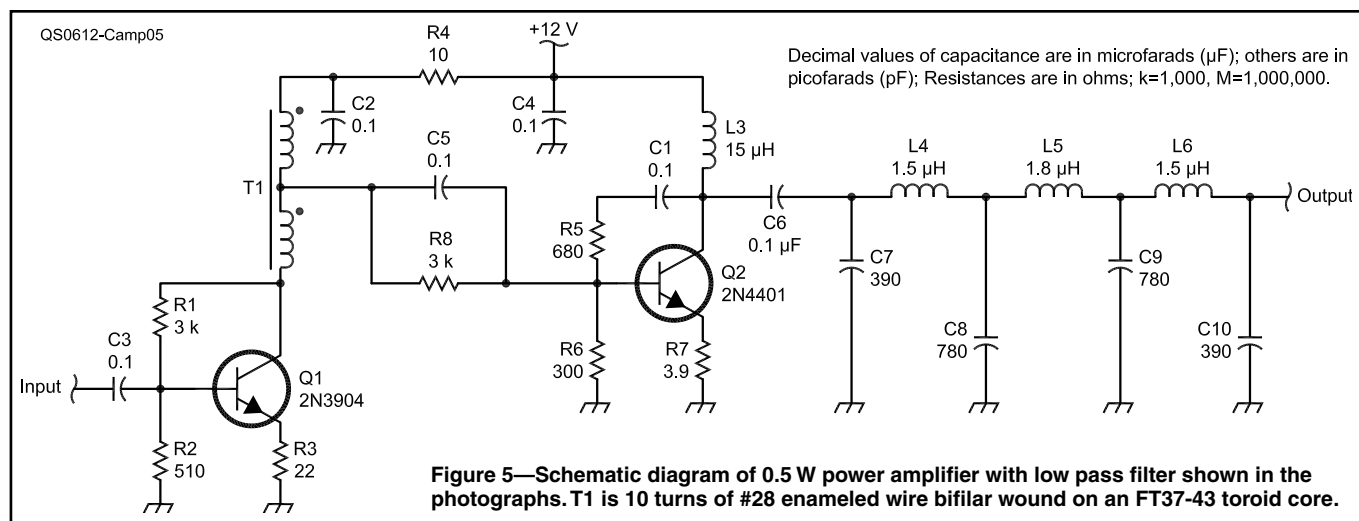 QS0612-Camp05
+12 V
Decimal values of capacitance are in microfarads (µF); others are in
picofarads (pF); Resistances are in ohms; k=1,000, M=1,000,000.
R4
10
C2
0.1
C4
0.1
L3
15 µH
T1
C5
0.1
R8
3 k
C1
0.1
R5
680
C6
0.1 µF
L4
1.5 µH
L5
1.8 µH
L6
1.5 µH
Output
Q2
2N4401
C7
390
C9
780
R1
3 k
C3
0.1
Input
Q1
2N3904
R6
300
R7
3.9
C8
780
C10
390
R2
510
R3
22
Figure 5—Schematic diagram of 0.5 W power amplifier with low pass filter shown in the
photographs. T1 is 10 turns of #28 enameled wire bifilar wound on an FT37-43 toroid core.